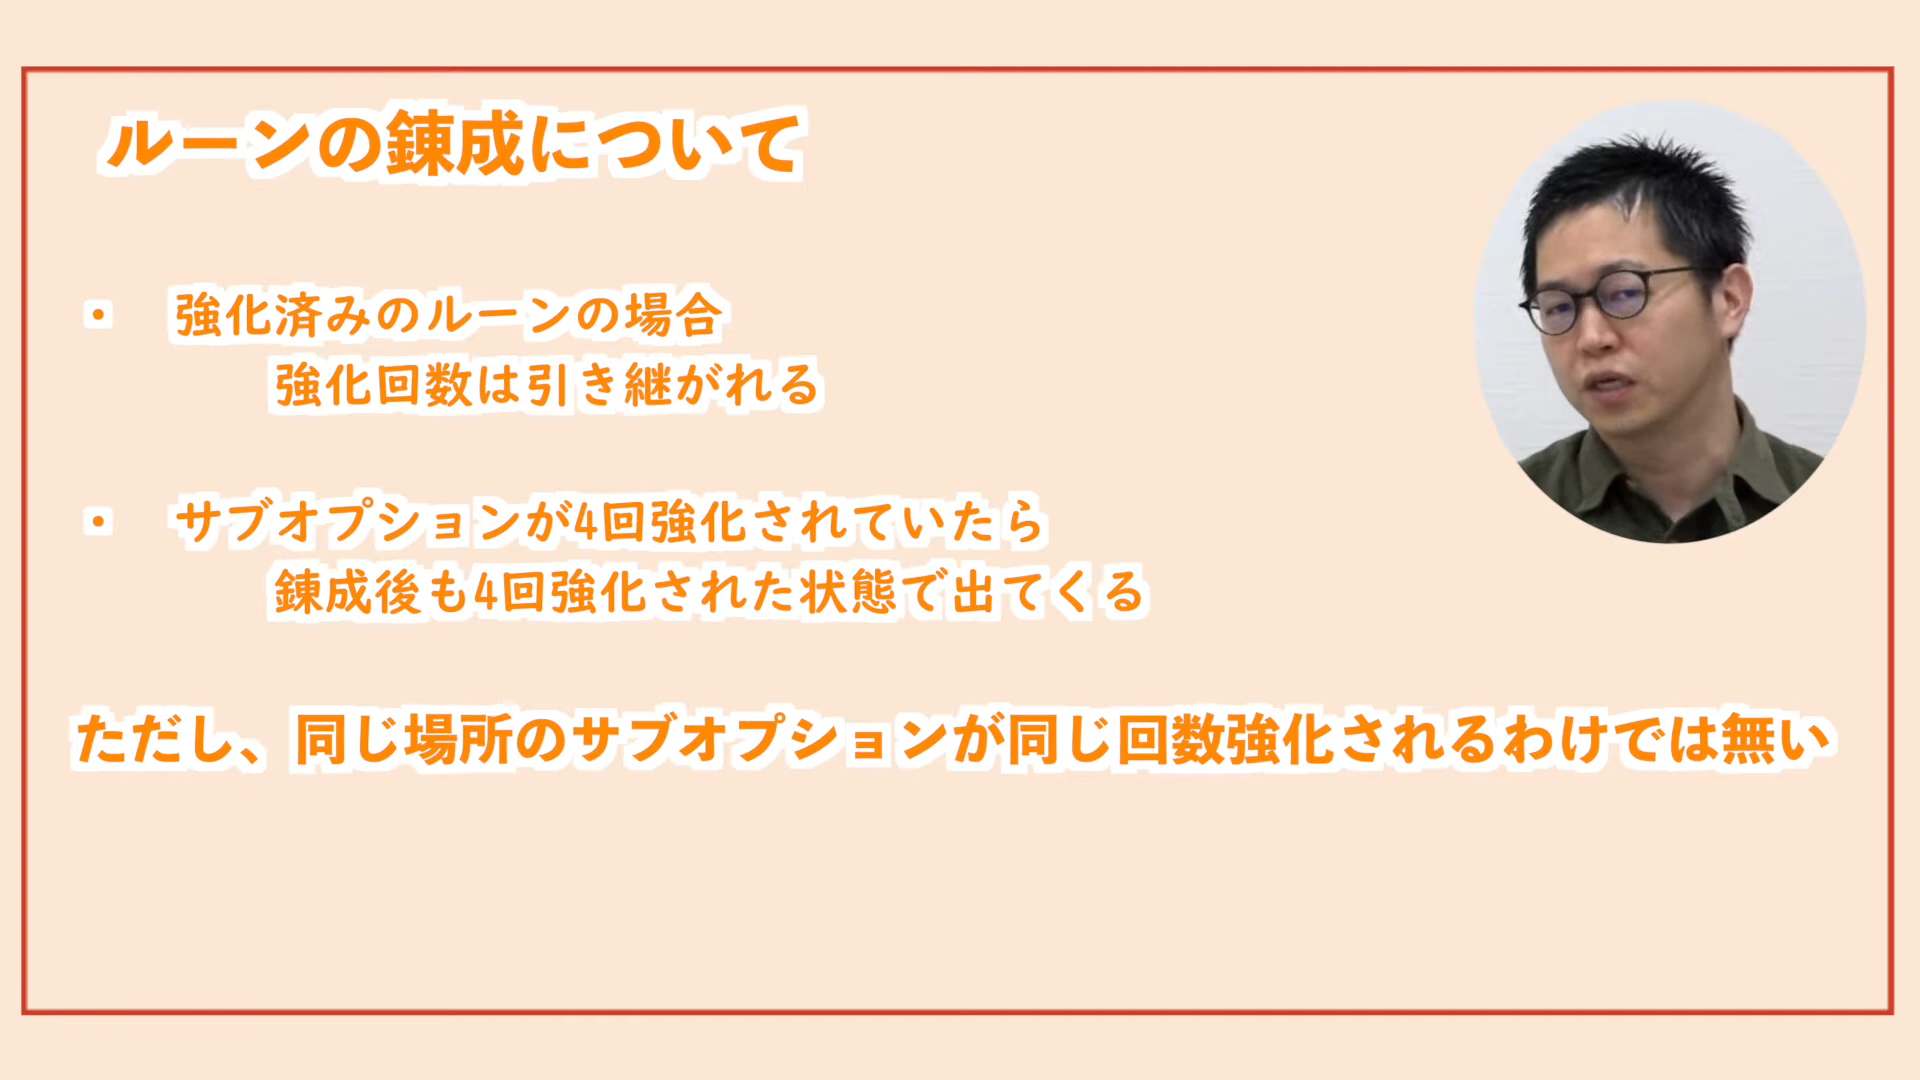 ルーンの錬成について
・ 強化済みのルーンの場合
強化回数は引き継がれる
・ サブオプションが4回強化されていたら
錬成後も4回強化された状態で出てくる
ただし、同じ場所のサブオプションが同じ回数強化されるわけでは無い